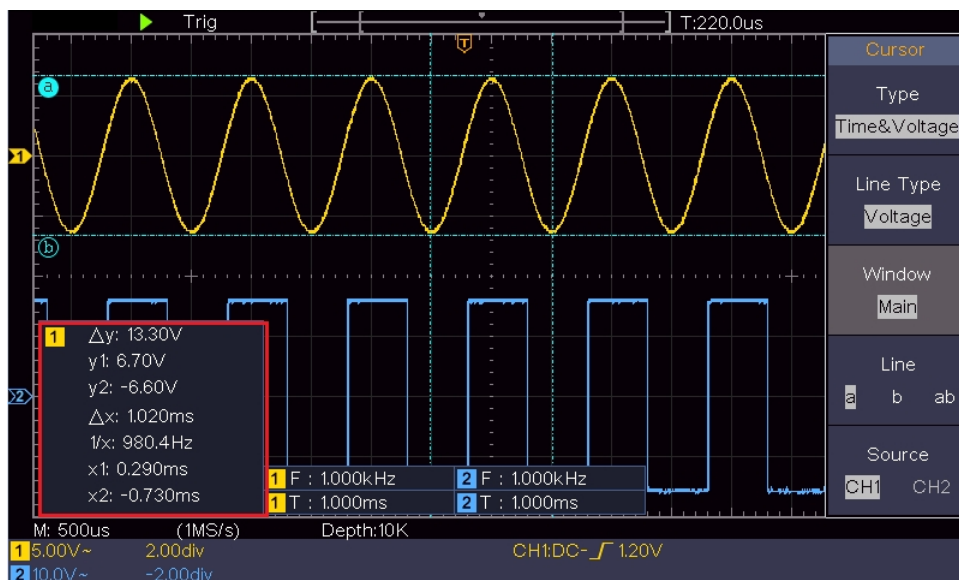 Trig T T:220.0us
T
a
1
b
2
1 △y: 13.30V
y1: 6.70V
y2: -6.60V
△x: 1.020ms
1/x: 980.4Hz
x1: 0.290ms
x2: -0.730ms
1 F : 1.000kHz 2 F : 1.000kHz
1 T : 1.000ms 2 T : 1.000ms
M: 500us (1MS/s) Depth:10K
1 5.00V~ 2.00div CH1:DC- 1.20V
2 10.0V~ -2.00div
Cursor
Type
Time&Voltage
Line Type
Voltage
Window
Main
Line
a b ab
Source
CH1 CH2